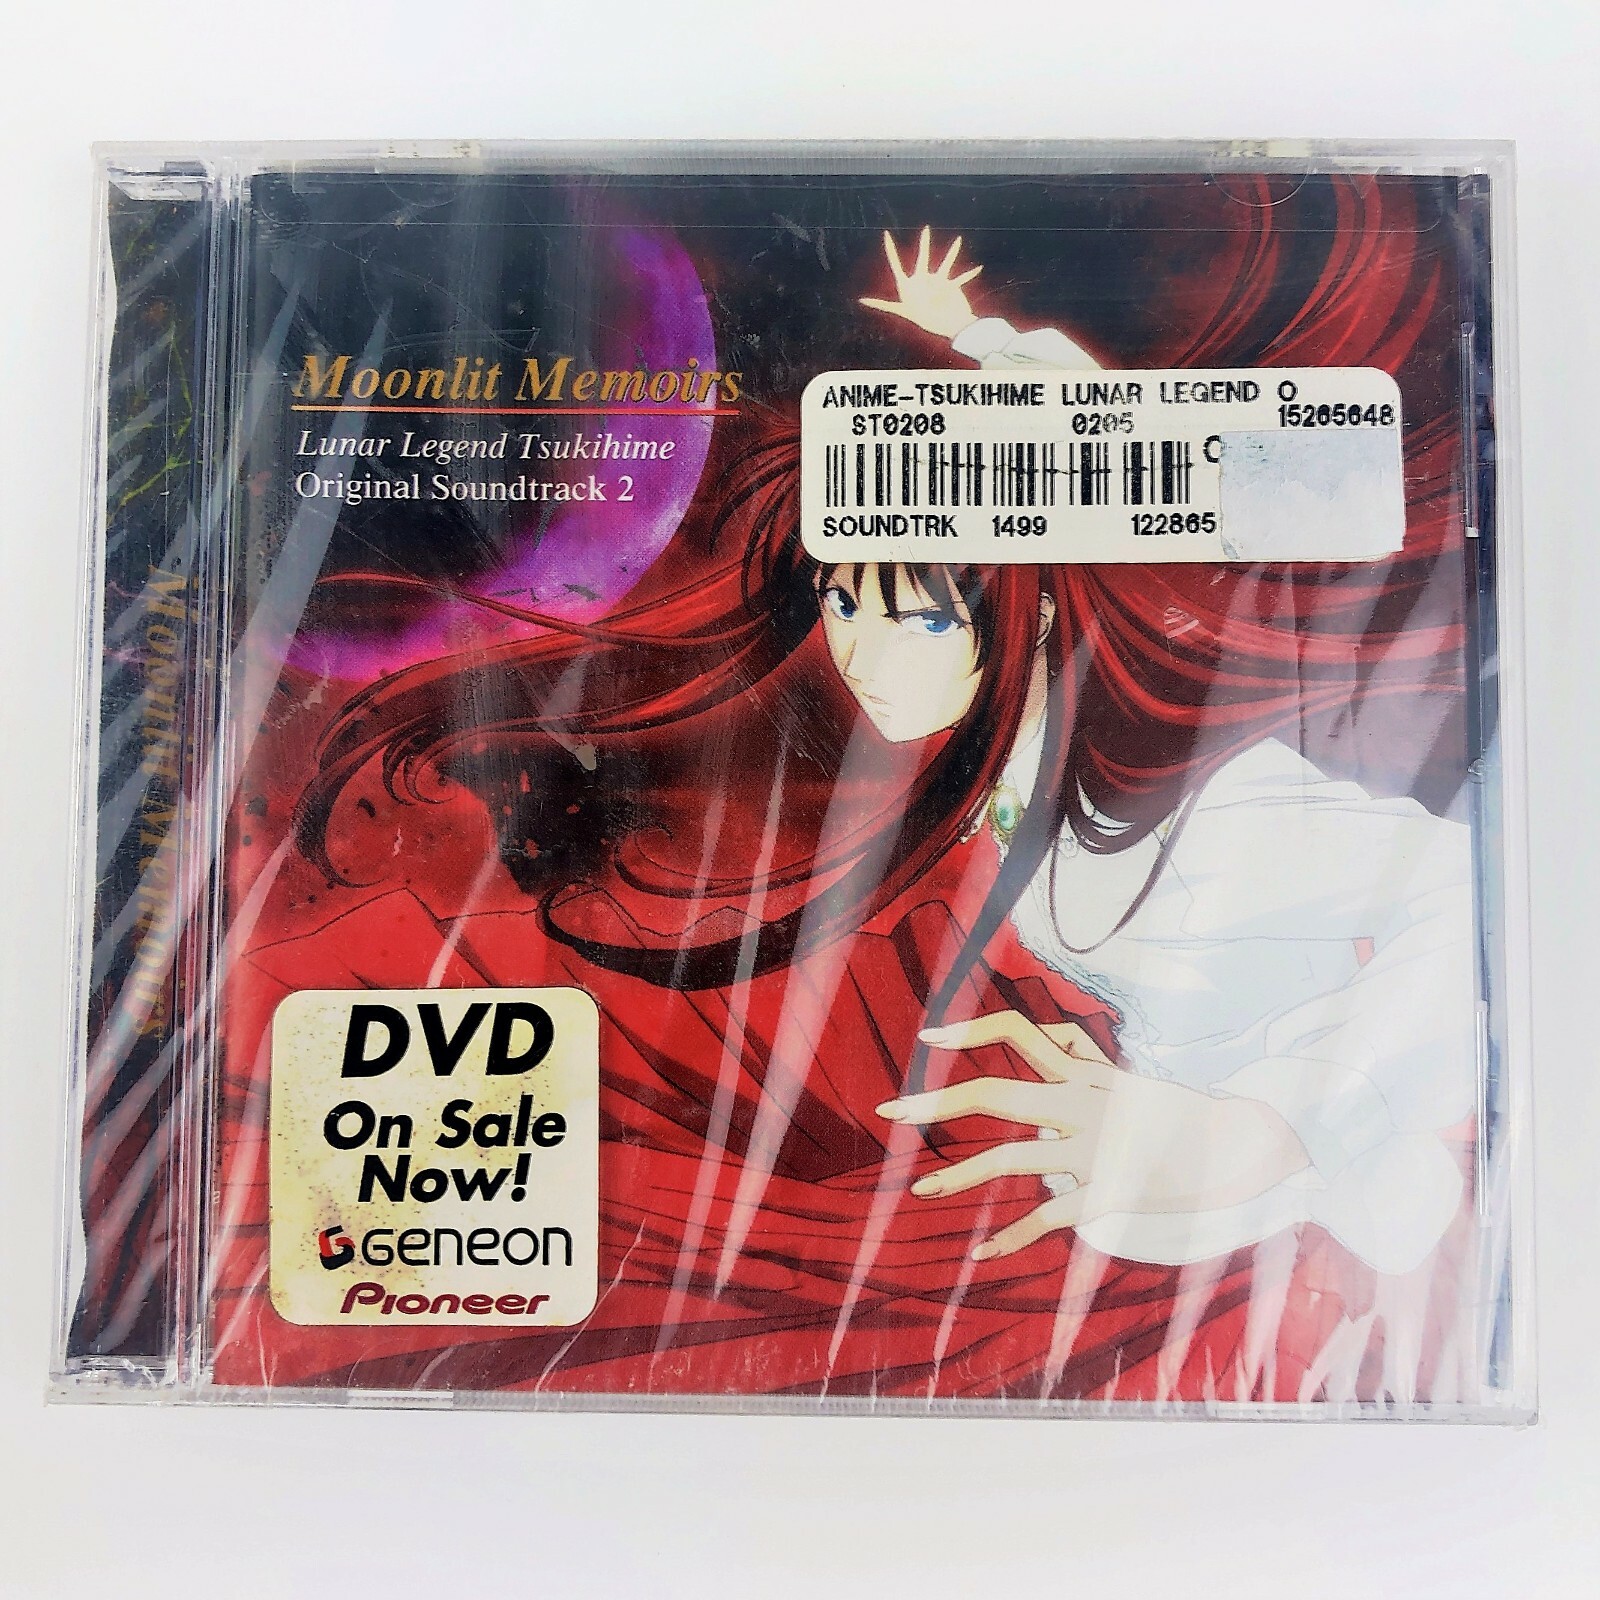 Moonlit Memoirs
Lunar Legend Tsukihime
Original Soundtrack 2
ANIME-TSUKIHIME LUNAR LEGEND O
ST0208 0205 15265648
SOUNDTRK 1499 122865
DVD
On Sale
Now!
GENEON
Pioneer
Moonlit Memoirs